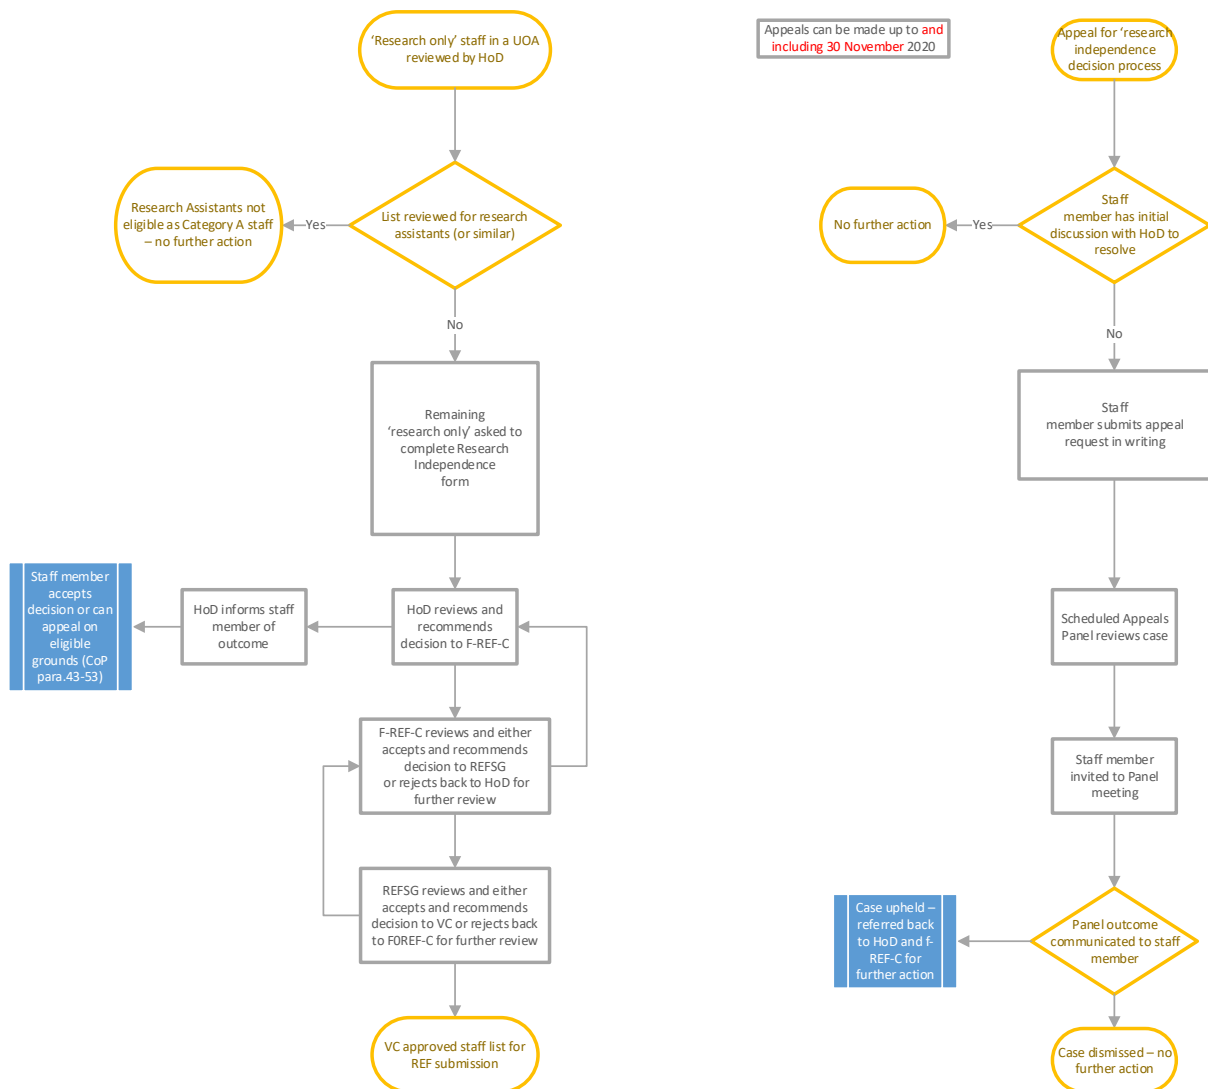 ‘Research only’ staff in a UOA
reviewed by HoD
List reviewed for research
assistants (or similar)
Yes
Research Assistants not
eligible as Category A staff
– no further action
No
Remaining
‘research only’ asked to
complete Research
Independence
form
HoD reviews and
recommends
decision to F-REF-C
HoD informs staff
member of
outcome
Staff member
accepts
decision or can
appeal on
eligible
grounds (CoP
para.43-53)
F-REF-C reviews and either
accepts and recommends
decision to REFSG
or rejects back to HoD for
further review
REFSG reviews and either
accepts and recommends
decision to VC or rejects back
to F0REF-C for further review
VC approved staff list for
REF submission
Appeals can be made up to and
including 30 November 2020
Appeal for ‘research
independence
decision process
Staff
member has initial
discussion with HoD to
resolve
Yes
No further action
No
Staff
member submits appeal
request in writing
Scheduled Appeals
Panel reviews case
Staff member
invited to Panel
meeting
Panel outcome
communicated to staff
member
Case upheld –
referred back
to HoD and f-
REF-C for
further action
Case dismissed – no
further action